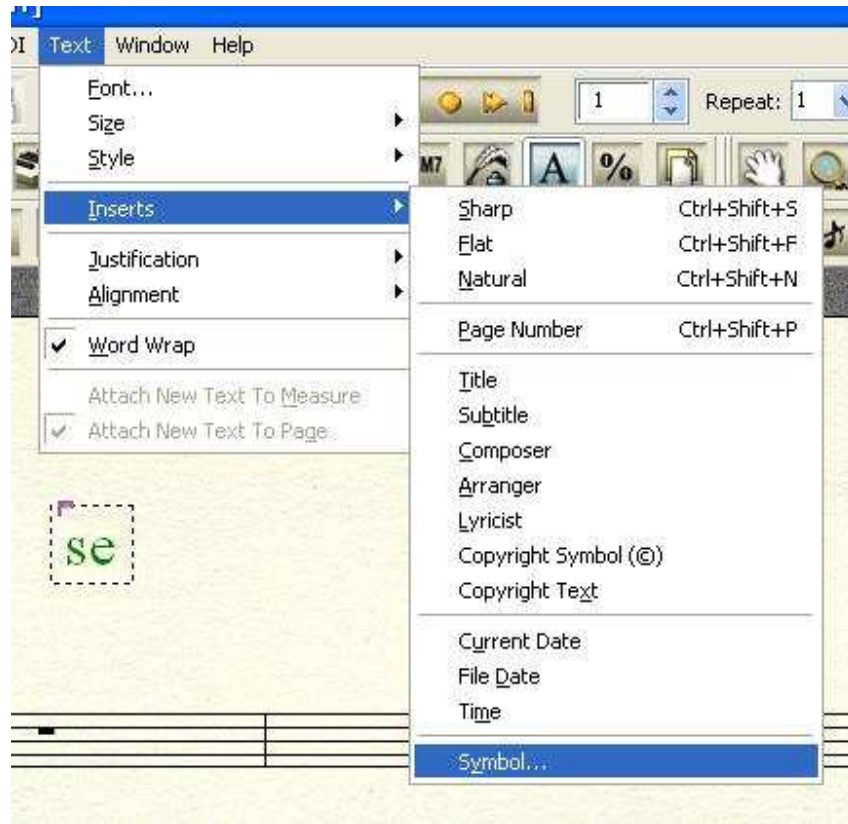 Text Window Help
1 Repeat: 1
Font...
Size
Style
M7 A %
Inserts
Justification
Alignment
Word Wrap
Attach New Text To Measure
Attach New Text To Page
Sharp Ctrl+Shift+S
Flat Ctrl+Shift+F
Natural Ctrl+Shift+N
Page Number Ctrl+Shift+P
Title
Subtitle
Composer
Arranger
Lyricist
Copyright Symbol (©)
Copyright Text
Current Date
File Date
Time
Symbol...
se